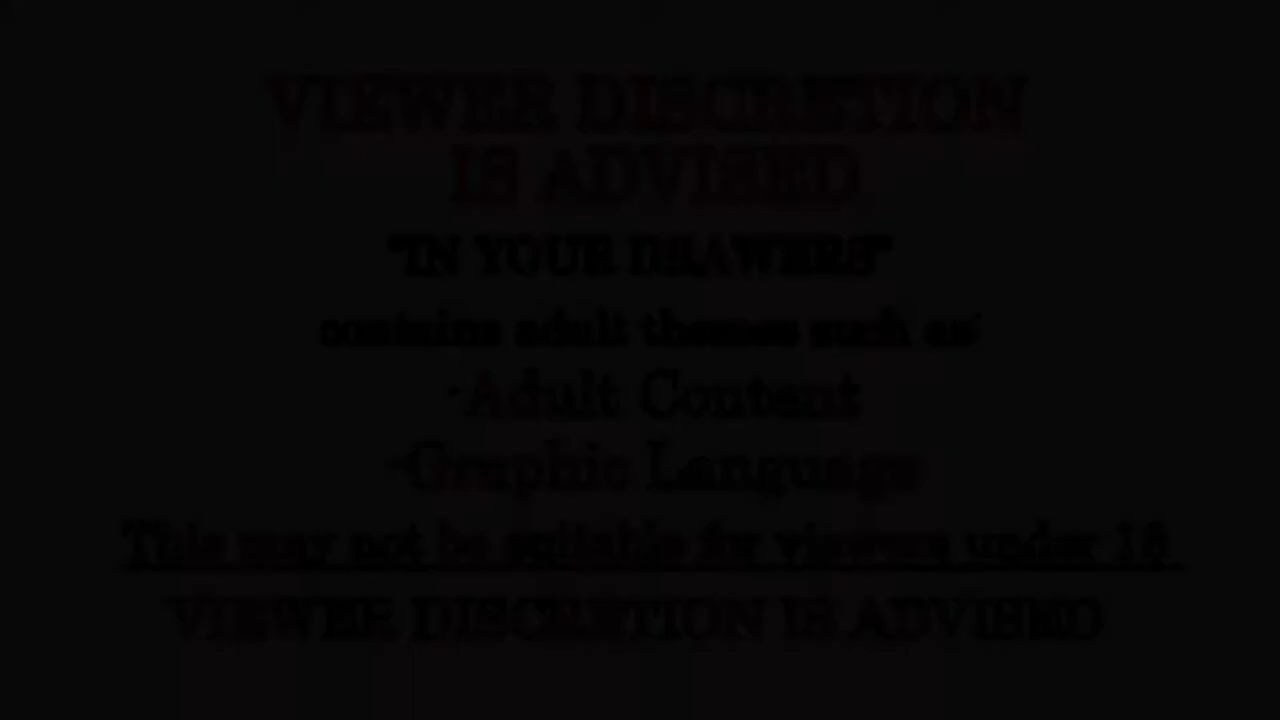 VIEWER DISCRETION
IS ADVISED
"IN YOUR DRAWERS"
contains adult themes such as:
-Adult Content
-Graphic Language
This may not be suitable for viewers under 18
VIEWER DISCRETION IS ADVISED